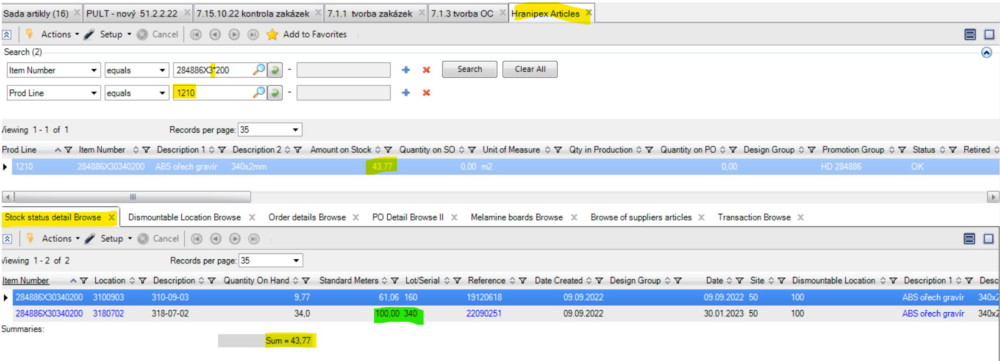 Sada artikly (16) PULT - nový 51.2.2.22 7.15.10.22 kontrola zakázek 7.1.1 tvorba zakázek 7.1.3 tvorba OC Hranipex Articles
Actions Setup Cancel Add to Favorites
Search (2)
Item Number equals 284886X3*200 - Search Clear All
Prod Line equals 1210 -
Viewing 1 - 1 of 1 Records per page: 35
Prod Line Item Number Description 1 Description 2 Amount on Stock Quantity on SO Unit of Measure Qty in Production Quantity on PO Design Group Promotion Group Status Retired
1210 284886X30340200 ABS ořech gravír 340x2mm 43,77 0,00 m2 0,00 HD 284886 OK
Stock status detail Browse Dismountable Location Browse Order details Browse PO Detail Browse II Melamine boards Browse Browse of suppliers articles Transaction Browse
Actions Setup Cancel
Viewing 1 - 2 of 2 Records per page: 35
Item Number Location Description Quantity On Hand Standard Meters Lot/Serial Reference Date Created Design Group Date Site Dismountable Location Description 1 Desc
284886X30340200 3100903 310-09-03 9,77 61,06 160 19120618 09.09.2022 09.09.2022 50 100 ABS ořech gravír 340x2
284886X30340200 3180702 318-07-02 34,0 100,00 340 22090251 09.09.2022 30.01.2023 50 100 ABS ořech gravír 340x2
Summaries:
Sum = 43,77